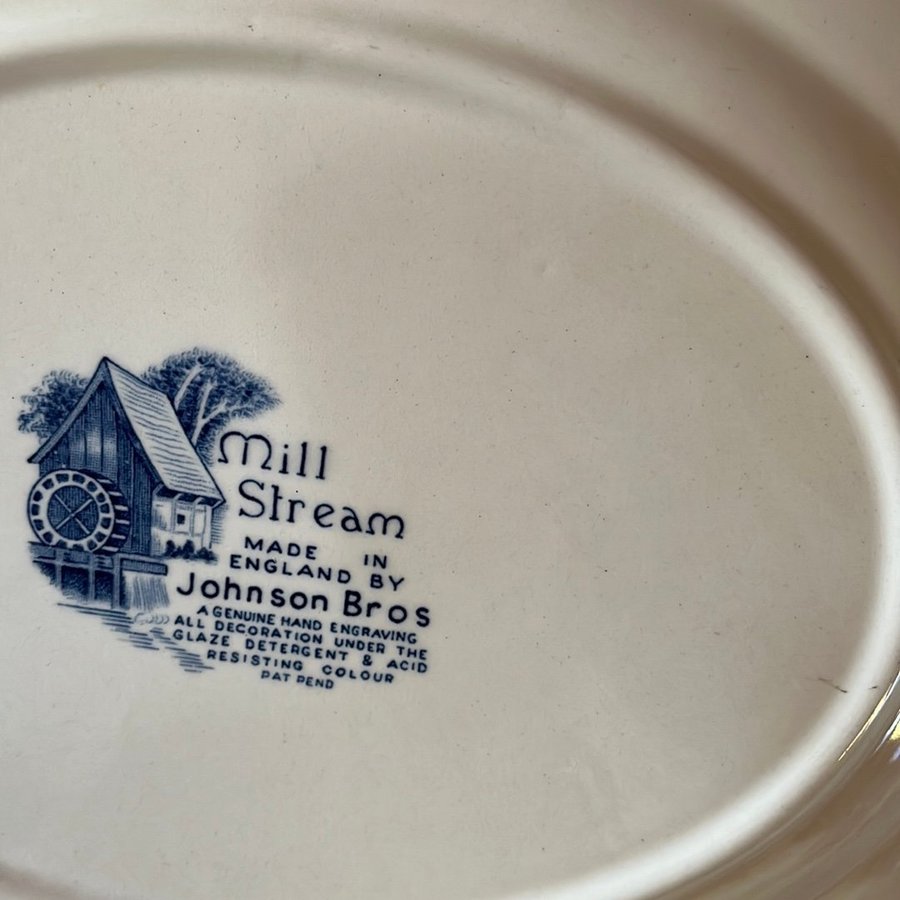 Mill
Stream
MADE IN
ENGLAND BY
Johnson Bros
A GENUINE HAND ENGRAVING
ALL DECORATION UNDER THE
GLAZE DETERGENT & ACID
RESISTING COLOUR
PAT PEND